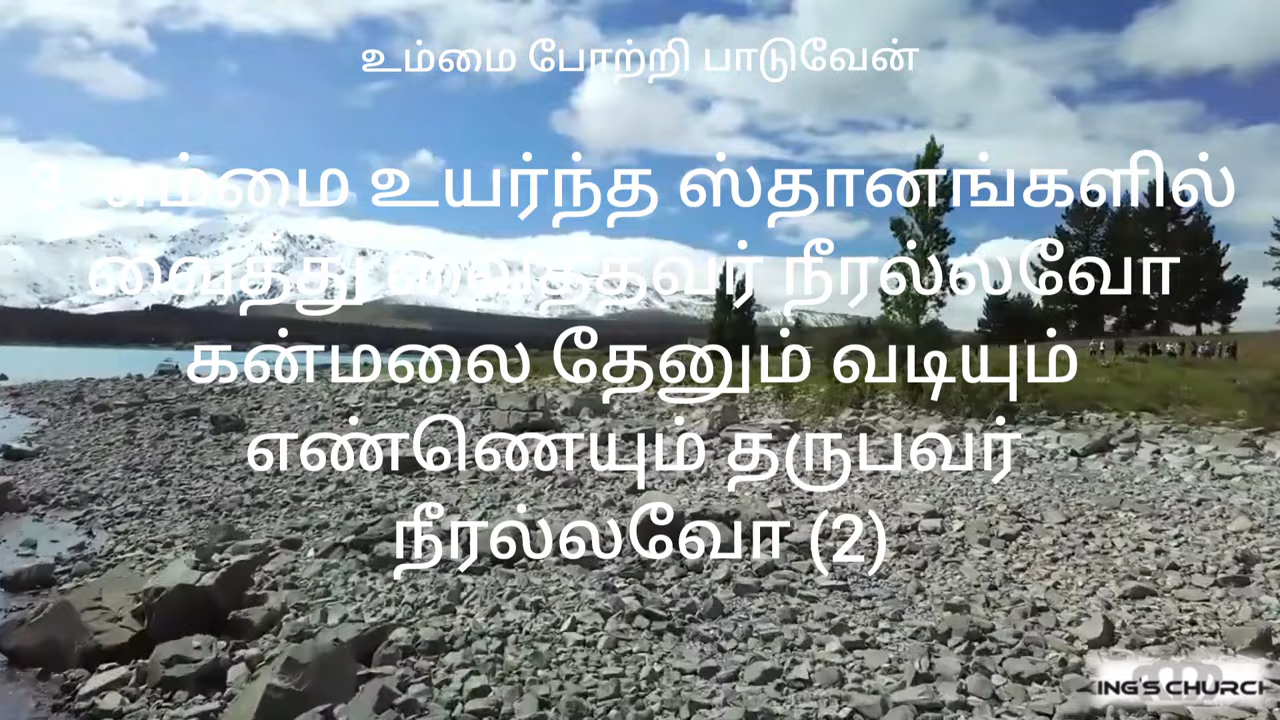 உம்மை போற்றி பாடுவேன்
3. எம்மை உயர்ந்த ஸ்தானங்களில்
வைத்து வைத்தவர் நீரல்லவோ
கன்மலை தேனும் வடியும்
எண்ணெயும் தருபவர்
நீரல்லவோ (2)
ING'S CHURCH